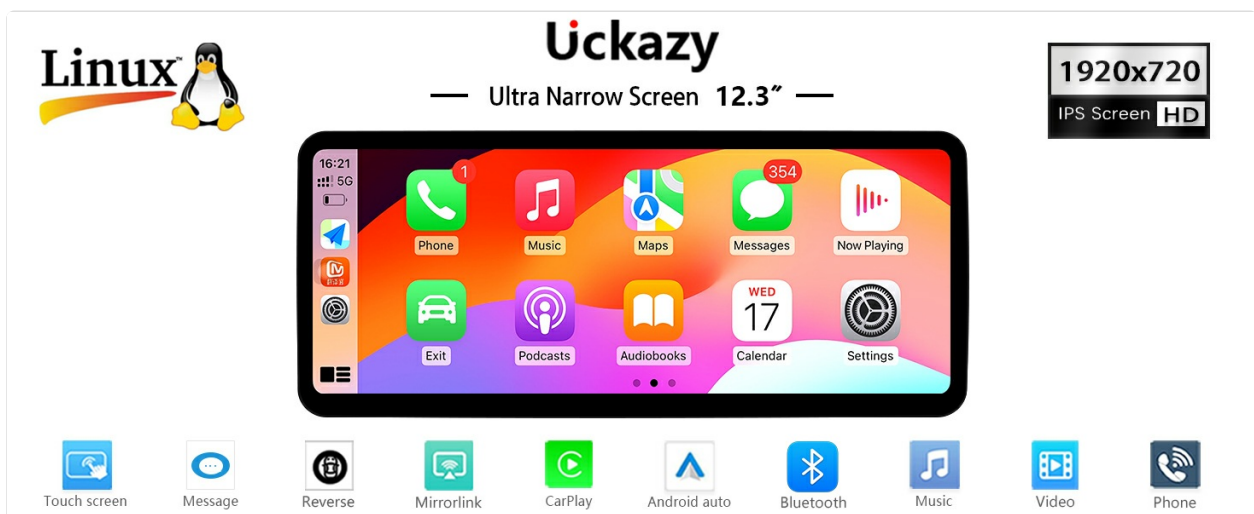 Linux™
Uckazy
Ultra Narrow Screen 12.3″
1920x720
IPS Screen HD
16:21
5G
1
354
Phone
Music
Maps
Messages
Now Playing
WED
17
Exit
Podcasts
Audiobooks
Calendar
Settings
Touch screen
Message
Reverse
Mirrorlink
CarPlay
Android auto
Bluetooth
Music
Video
Phone